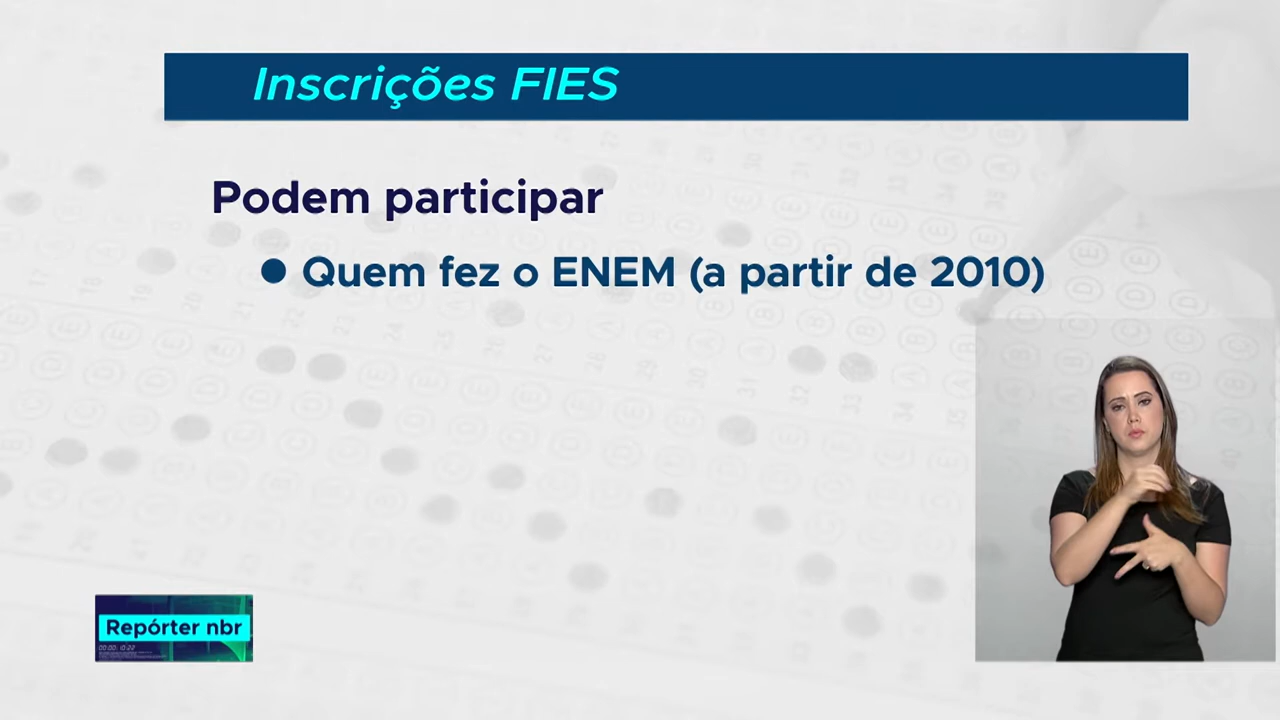 Inscrições FIES
Podem participar
Quem fez o ENEM (a partir de 2010)
Repórter nbr